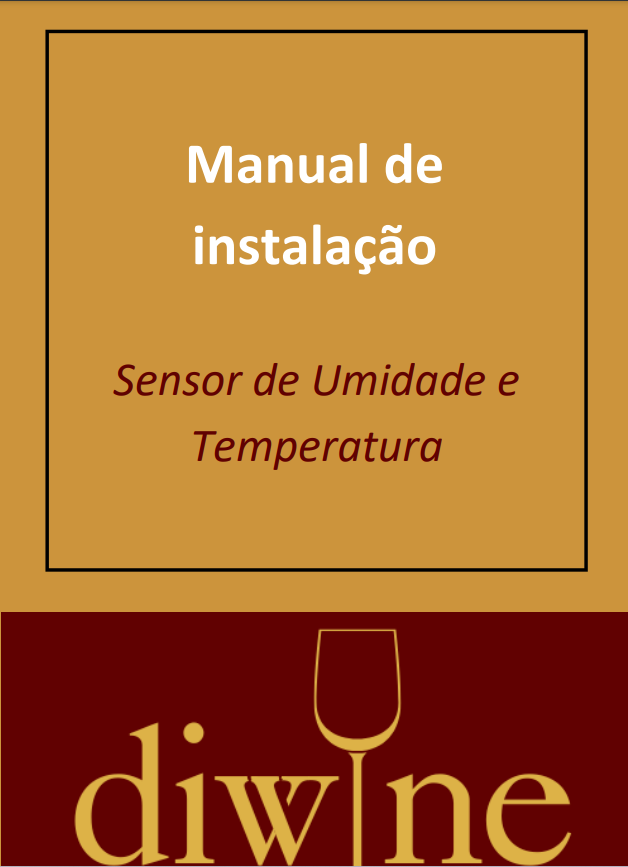 Manual de
instalação
Sensor de Umidade e
Temperatura
diwine